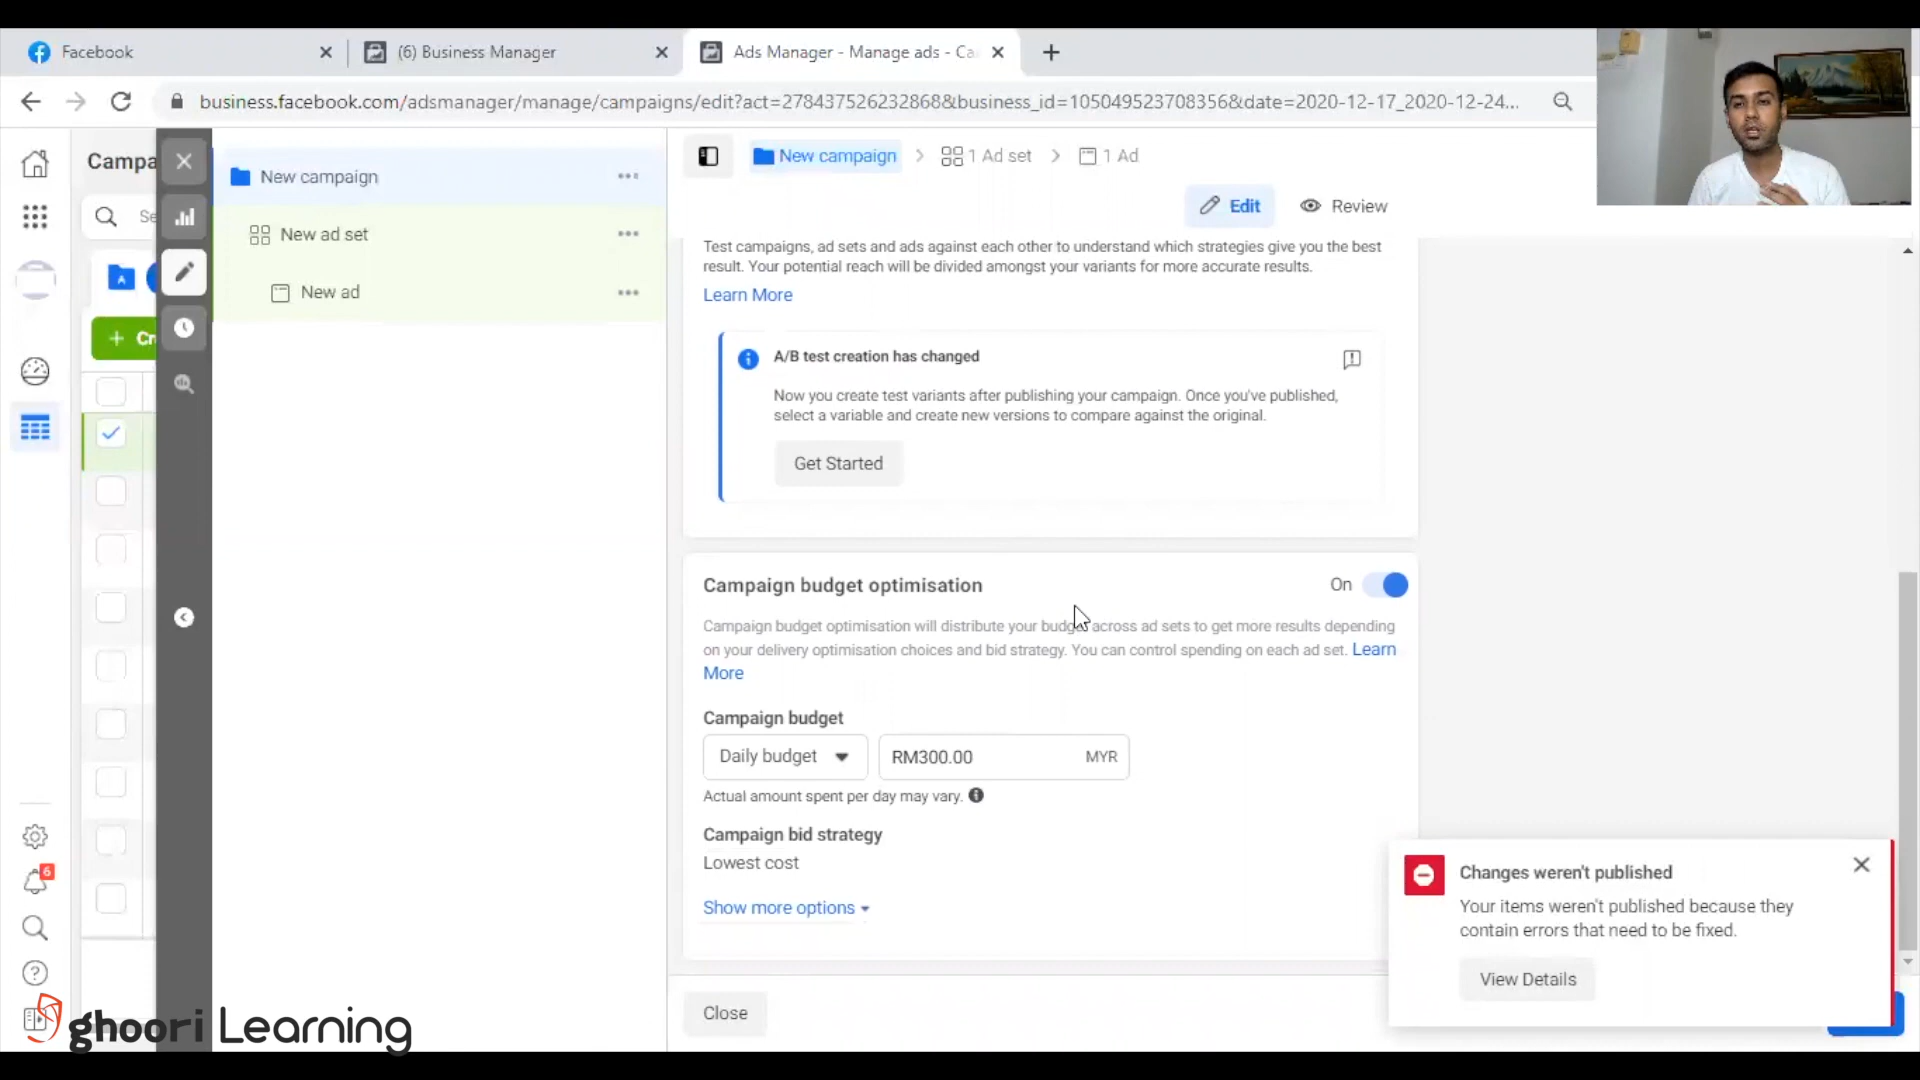 Facebook
(6) Business Manager
Ads Manager - Manage ads - Ca
business.facebook.com/adsmanager/manage/campaigns/edit?act=278437526232868&business_id=105049523708356&date=2020-12-17_2020-12-24...
Campa
Se
Cr
New campaign
New ad set
New ad
New campaign
1 Ad set
1 Ad
Edit
Review
Test campaigns, ad sets and ads against each other to understand which strategies give you the best
result. Your potential reach will be divided amongst your variants for more accurate results.
Learn More
A/B test creation has changed
Now you create test variants after publishing your campaign. Once you've published,
select a variable and create new versions to compare against the original.
Get Started
Campaign budget optimisation
On
Campaign budget optimisation will distribute your budget across ad sets to get more results depending
on your delivery optimisation choices and bid strategy. You can control spending on each ad set. Learn
More
Campaign budget
Daily budget
RM300.00
MYR
Actual amount spent per day may vary.
Campaign bid strategy
Lowest cost
Show more options
Close
Changes weren't published
Your items weren't published because they
contain errors that need to be fixed.
View Details
6
ghoori Learning